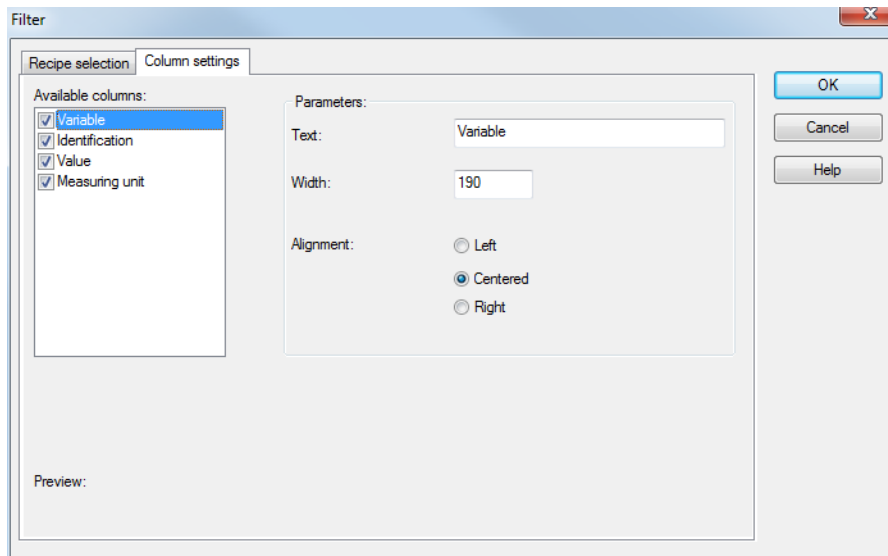 Filter
X
Recipe selection
Column settings
Available columns:
Variable
Identification
Value
Measuring unit
Parameters:
Text: Variable
Width: 190
Alignment: Left
Centered
Right
Preview:
OK
Cancel
Help